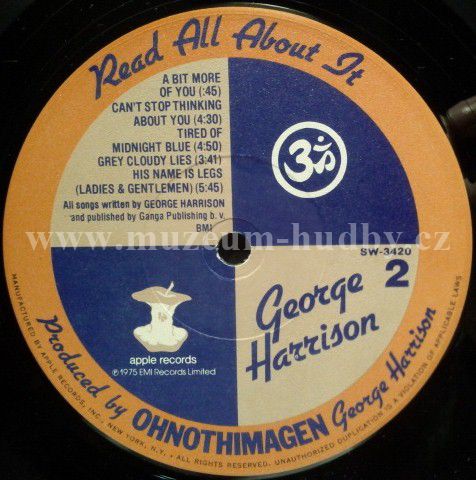 Read All About It
A BIT MORE
OF YOU (:45)
CAN'T STOP THINKING
ABOUT YOU (4:30)
TIRED OF
MIDNIGHT BLUE (4:50)
GREY CLOUDY LIES (3:41)
HIS NAME IS LEGS
(LADIES & GENTLEMEN) (5:45)
All songs written by GEORGE HARRISON
and published by Ganga Publishing b. v.
BMI
ॐ
www.muzeum-hudby.cz
SW-3420
2
George
Harrison
apple records
℗1975 EMI Records Limited
Produced by OHNOTHIMAGEN George Harrison
MANUFACTURED BY APPLE RECORDS, INC. • NEW YORK, N.Y. • ALL RIGHTS RESERVED. UNAUTHORIZED DUPLICATION IS A VIOLATION OF APPLICABLE LAWS